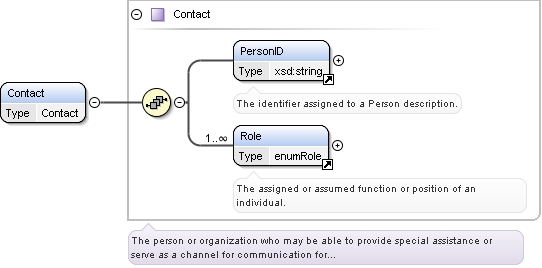 Contact
PersonID
Type xsd:string
The identifier assigned to a Person description.
Contact
Type Contact
1..∞
Role
Type enumRole
The assigned or assumed function or position of an
individual.
The person or organization who may be able to provide special assistance or
serve as a channel for communication for...